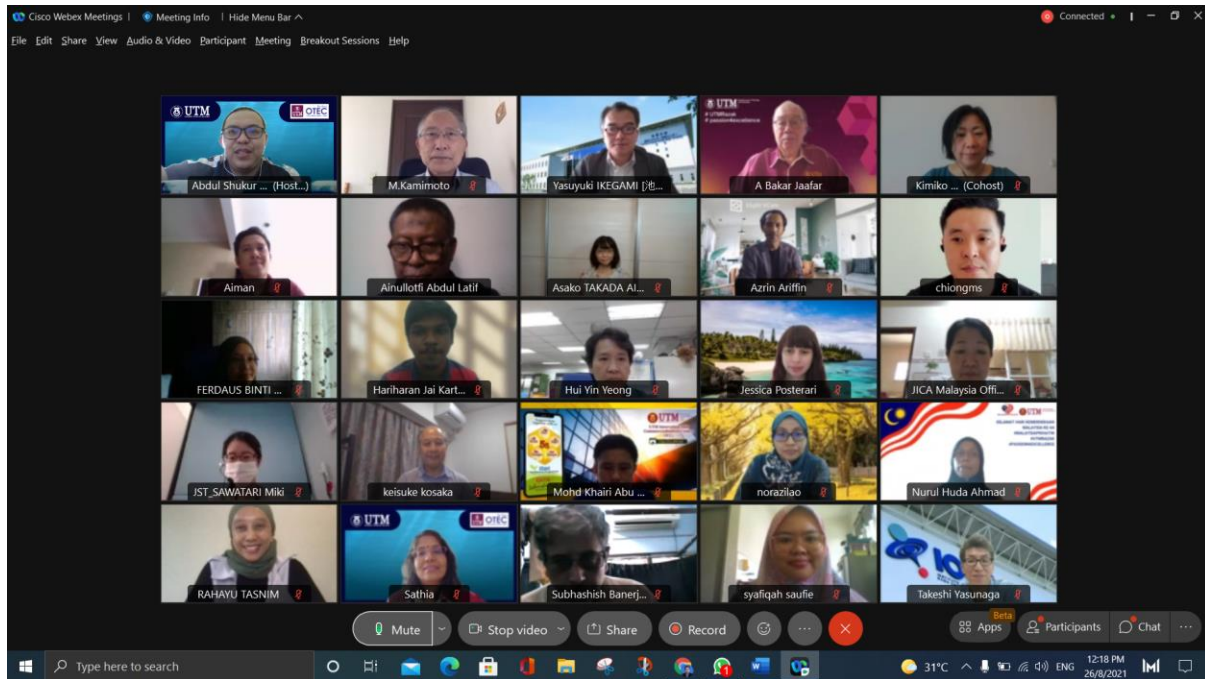 Cisco Webex Meetings | Meeting Info | Hide Menu Bar Connected
File Edit Share View Audio & Video Participant Meeting Breakout Sessions Help
UTM OTEC
UTM
Abdul Shukur ... (Host...)
M.Kamimoto
Yasuyuki IKEGAMI [池...
A Bakar Jaafar
Kimiko ... (Cohost)
Aiman
Ainullotfi Abdul Latif
Asako TAKADA AI...
Azrin Ariffin
chiongms
FERDAUS BINTI ...
Hariharan Jai Kart...
Hui Yin Yeong
Jessica Posterari
JICA Malaysia Offi...
UTM
UTM
JST_SAWATARI Miki
keisuke kosaka
Mohd Khairi Abu ...
norazilao
Nurul Huda Ahmad
UTM OTEC
RAHAYU TASNIM
Sathia
Subhashish Banerj...
syafiqah saufie
Takeshi Yasunaga
Mute Stop video Share Record Apps Beta Participants Chat
Type here to search 31°C ENG 12:18 PM
26/8/2021